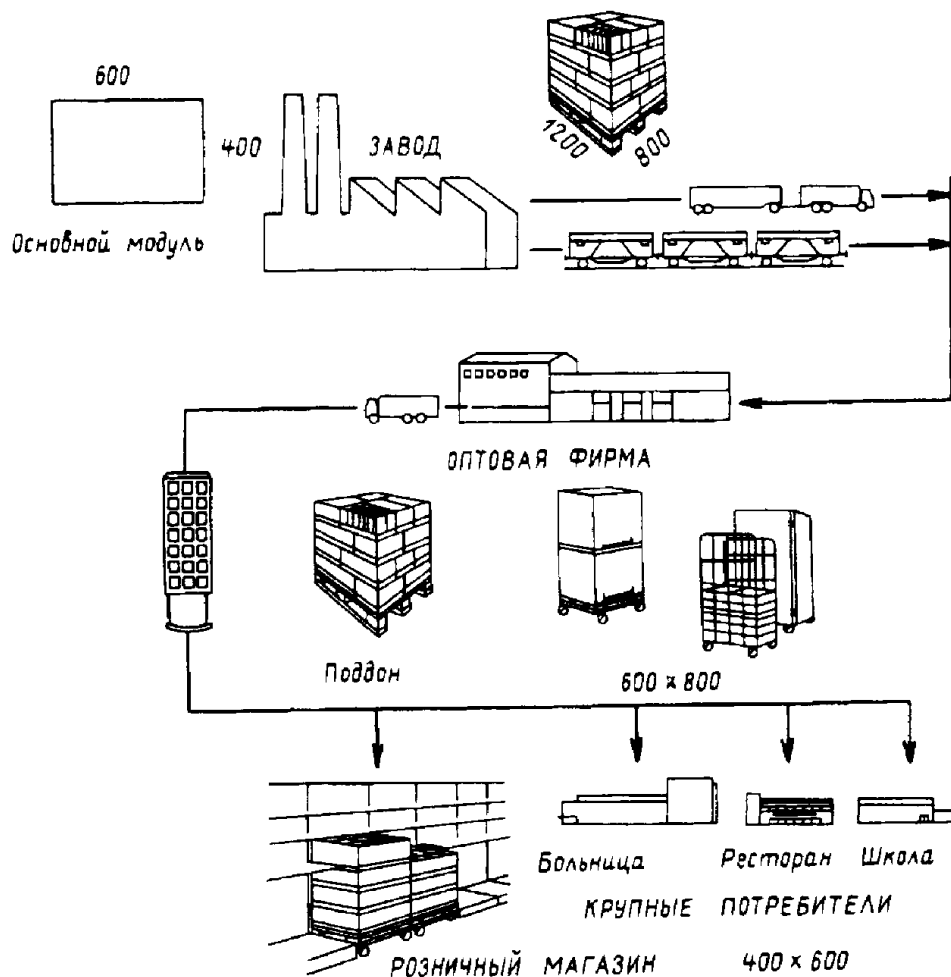 600
400
Основной модуль
ЗАВОД
1200
800
ОПТОВАЯ ФИРМА
Поддон
600 × 800
Больница
Ресторан
Школа
КРУПНЫЕ ПОТРЕБИТЕЛИ
РОЗНИЧНЫЙ МАГАЗИН
400 × 600